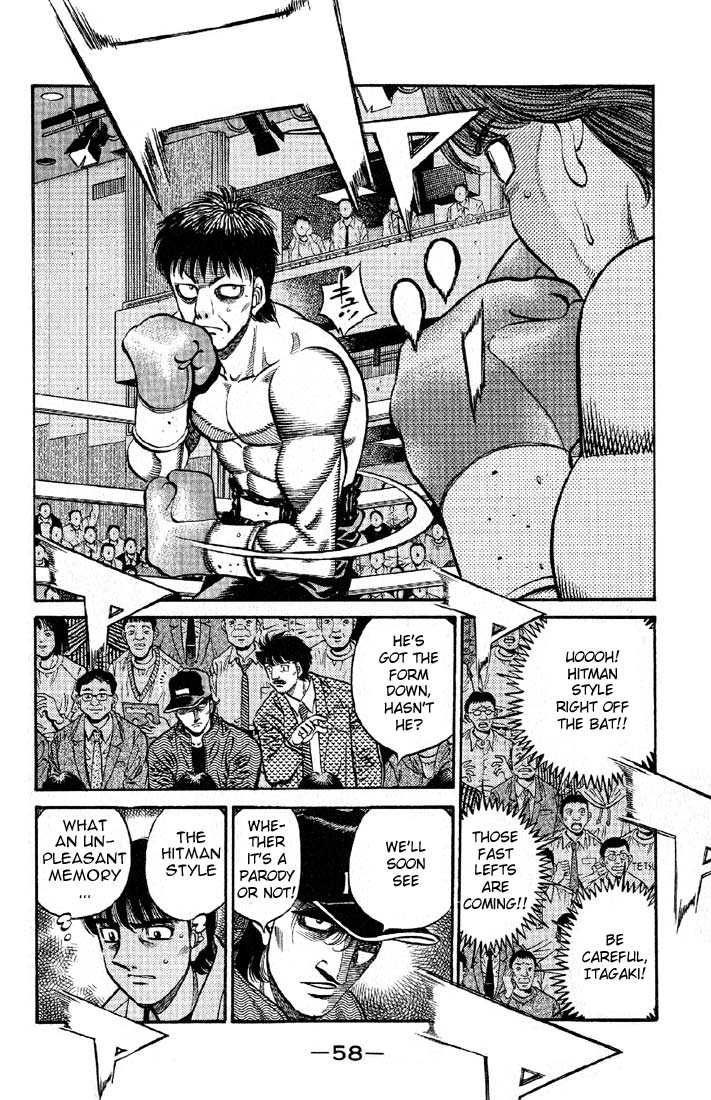 HE'S
GOT THE
FORM
DOWN,
HASN'T
HE?
UOOOH!
HITMAN
STYLE
RIGHT OFF
THE BAT!!
THOSE
FAST
LEFTS
ARE
COMING!!
BE
CAREFUL,
ITAGAKI!
TETSU
WE'LL
SOON
SEE
WHE-
THER
IT'S A
PARODY
OR NOT!
THE
HITMAN
STYLE
WHAT
AN UN-
PLEASANT
MEMORY
...
—58—